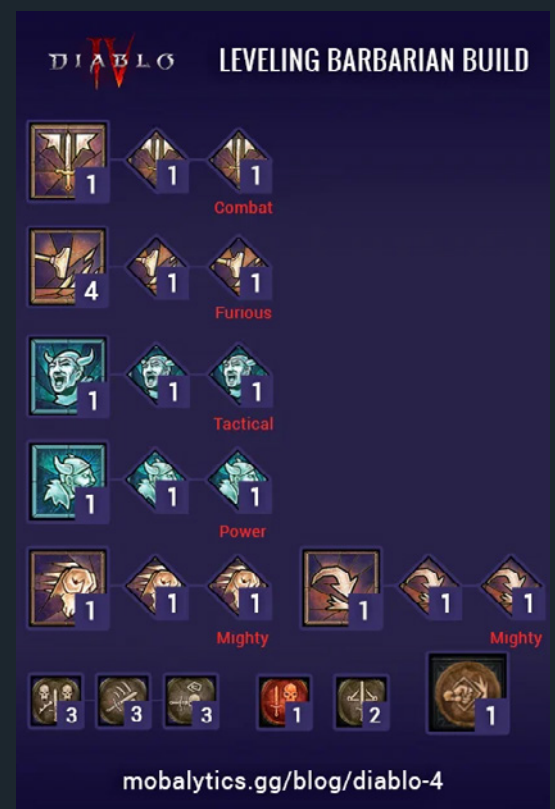 DIABLO IV
LEVELING BARBARIAN BUILD
1 1 1
Combat
4 1 1
Furious
1 1 1
Tactical
1 1 1
Power
1 1 1 1 1 1
Mighty Mighty
3 3 3 1 2 1
mobalytics.gg/blog/diablo-4